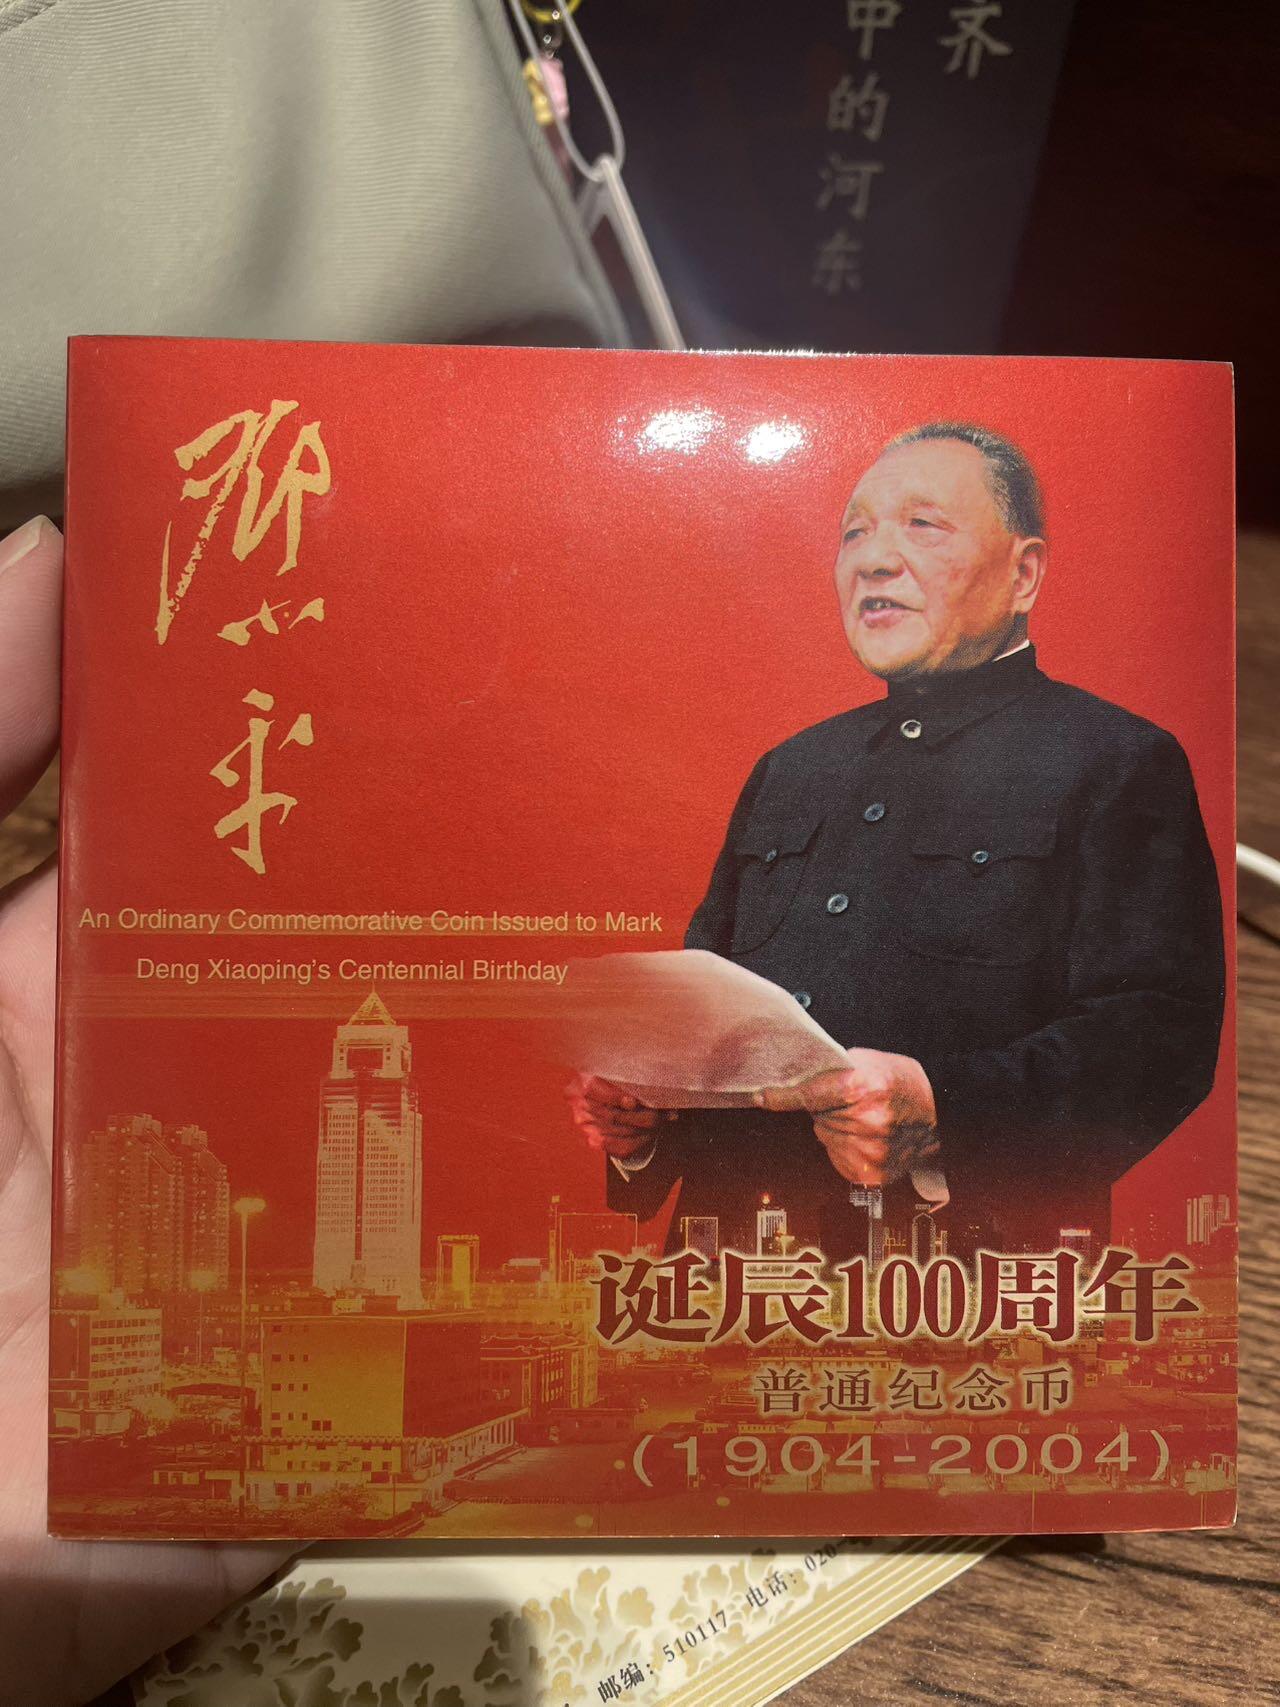 齐
中的河东
邓小平
An Ordinary Commemorative Coin Issued to Mark
Deng Xiaoping's Centennial Birthday
诞辰100周年
普通纪念币
(1904-2004)
邮编：510117 电话：020-